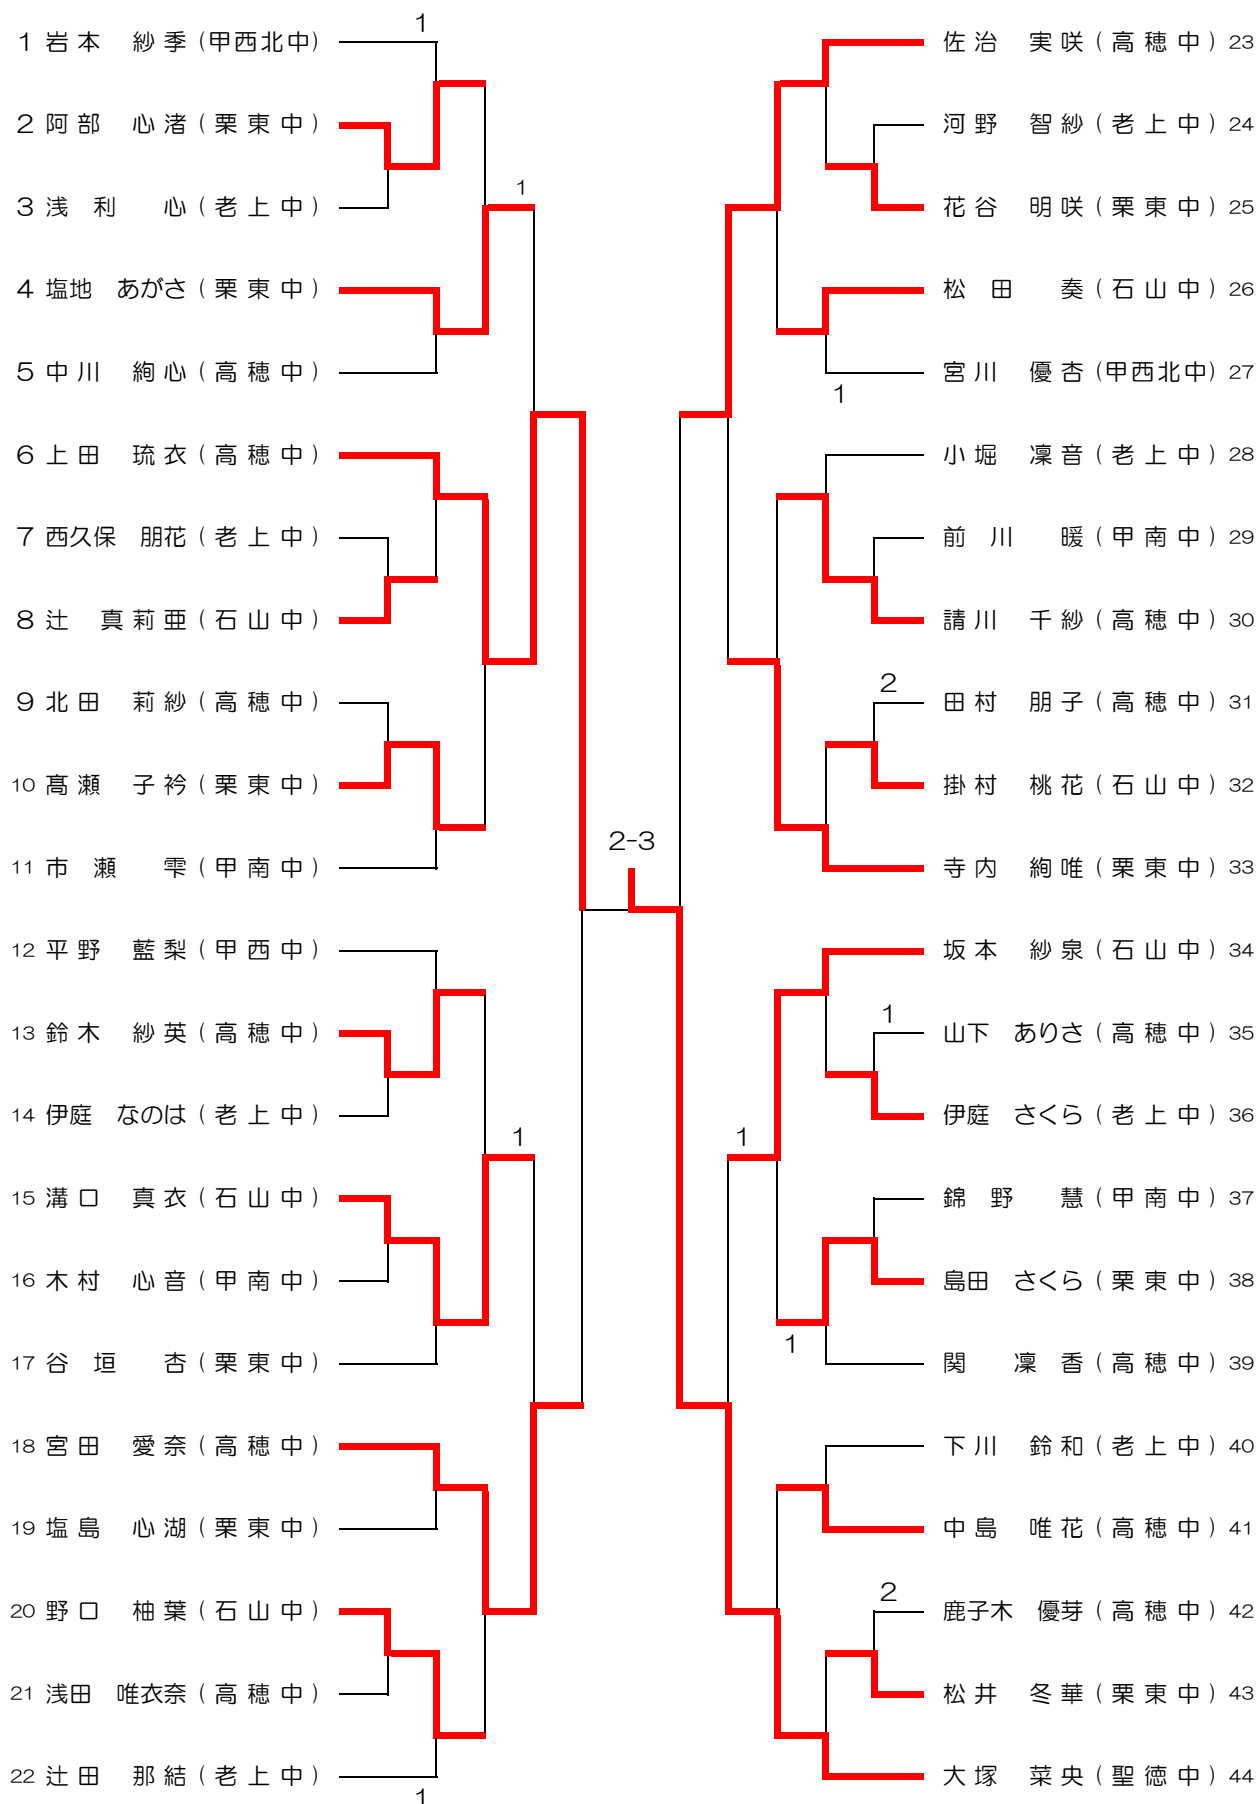 1
1 岩本 紗季 (甲西北中)
2 阿部 心渚 (栗東中)
3 浅利 心 (老上中)
1
4 塩地 あがさ (栗東中)
5 中川 絢心 (高穂中)
6 上田 琉衣 (高穂中)
7 西久保 朋花 (老上中)
8 辻 真莉亜 (石山中)
9 北田 莉紗 (高穂中)
10 髙瀬 子衿 (栗東中)
11 市瀬 雫 (甲南中)
12 平野 藍梨 (甲西中)
13 鈴木 紗英 (高穂中)
14 伊庭 なのは (老上中)
1
15 溝口 真衣 (石山中)
16 木村 心音 (甲南中)
17 谷垣 杏 (栗東中)
18 宮田 愛奈 (高穂中)
19 塩島 心湖 (栗東中)
20 野口 柚葉 (石山中)
21 浅田 唯衣奈 (高穂中)
22 辻田 那結 (老上中)
1
2-3
佐治 実咲 (高穂中) 23
河野 智紗 (老上中) 24
花谷 明咲 (栗東中) 25
松田 奏 (石山中) 26
宮川 優杏 (甲西北中) 27
1
小堀 凜音 (老上中) 28
前川 暖 (甲南中) 29
請川 千紗 (高穂中) 30
2
田村 朋子 (高穂中) 31
掛村 桃花 (石山中) 32
寺内 絢唯 (栗東中) 33
坂本 紗泉 (石山中) 34
1
山下 ありさ (高穂中) 35
伊庭 さくら (老上中) 36
1
錦野 慧 (甲南中) 37
島田 さくら (栗東中) 38
1
関 凜香 (高穂中) 39
下川 鈴和 (老上中) 40
中島 唯花 (高穂中) 41
2
鹿子木 優芽 (高穂中) 42
松井 冬華 (栗東中) 43
大塚 菜央 (聖徳中) 44